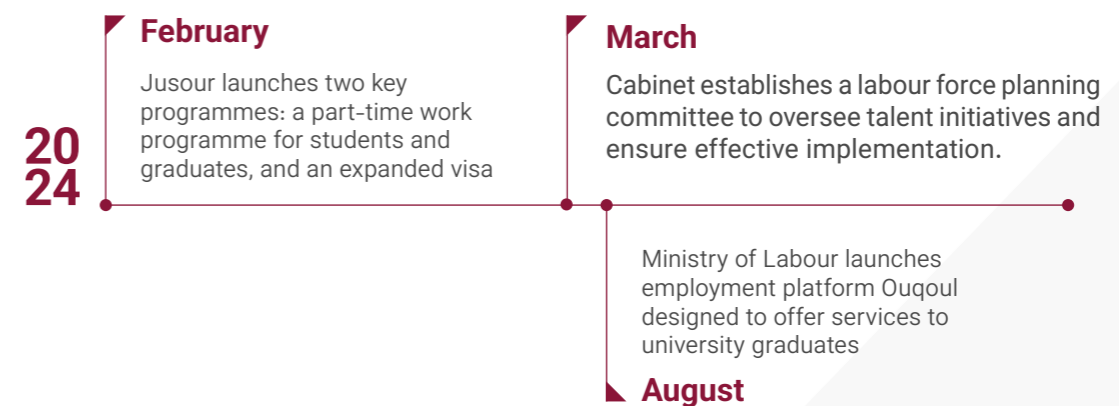 20
24
February
Jusour launches two key
programmes: a part-time work
programme for students and
graduates, and an expanded visa
March
Cabinet establishes a labour force planning
committee to oversee talent initiatives and
ensure effective implementation.
Ministry of Labour launches
employment platform Ouqoul
designed to offer services to
university graduates
August